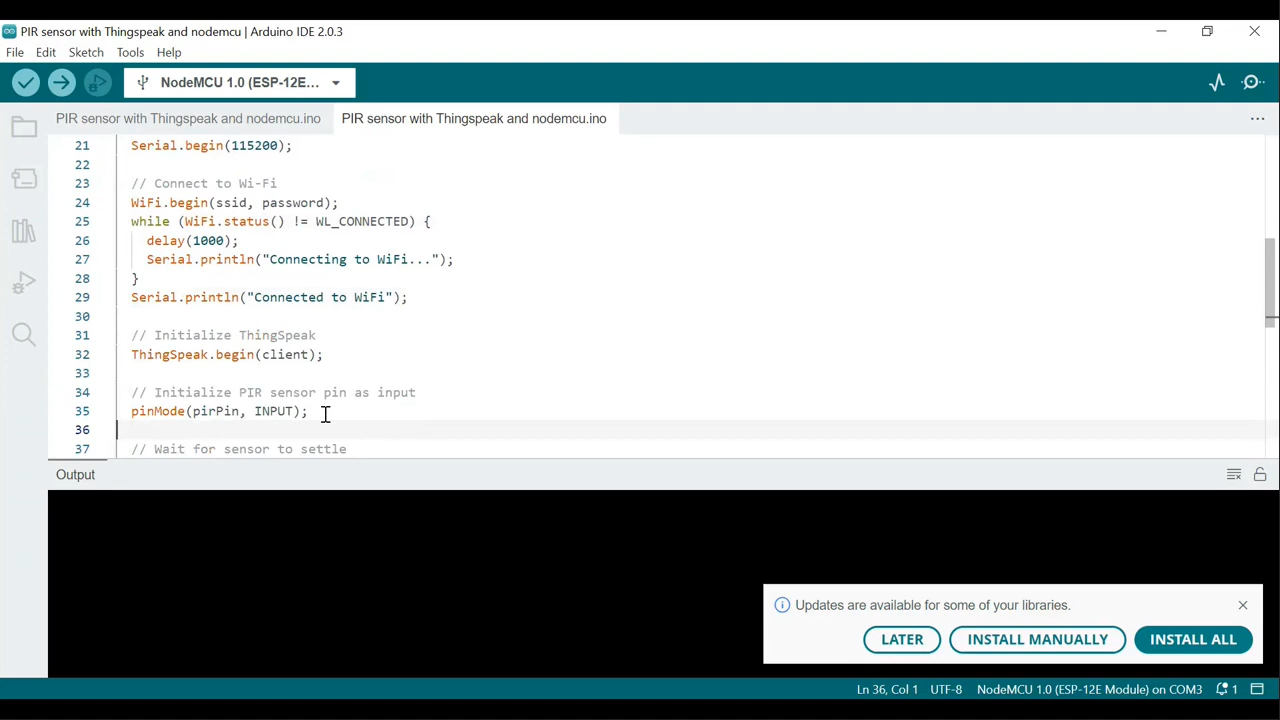 PIR sensor with Thingspeak and nodemcu | Arduino IDE 2.0.3
File Edit Sketch Tools Help
NodeMCU 1.0 (ESP-12E...
PIR sensor with Thingspeak and nodemcu.ino PIR sensor with Thingspeak and nodemcu.ino
21 Serial.begin(115200);
22
23 // Connect to Wi-Fi
24 WiFi.begin(ssid, password);
25 while (WiFi.status() != WL_CONNECTED) {
26 delay(1000);
27 Serial.println("Connecting to WiFi...");
28 }
29 Serial.println("Connected to WiFi");
30
31 // Initialize ThingSpeak
32 ThingSpeak.begin(client);
33
34 // Initialize PIR sensor pin as input
35 pinMode(pirPin, INPUT);
36
37 // Wait for sensor to settle
Output
Updates are available for some of your libraries.
LATER INSTALL MANUALLY INSTALL ALL
Ln 36, Col 1 UTF-8 NodeMCU 1.0 (ESP-12E Module) on COM3 1